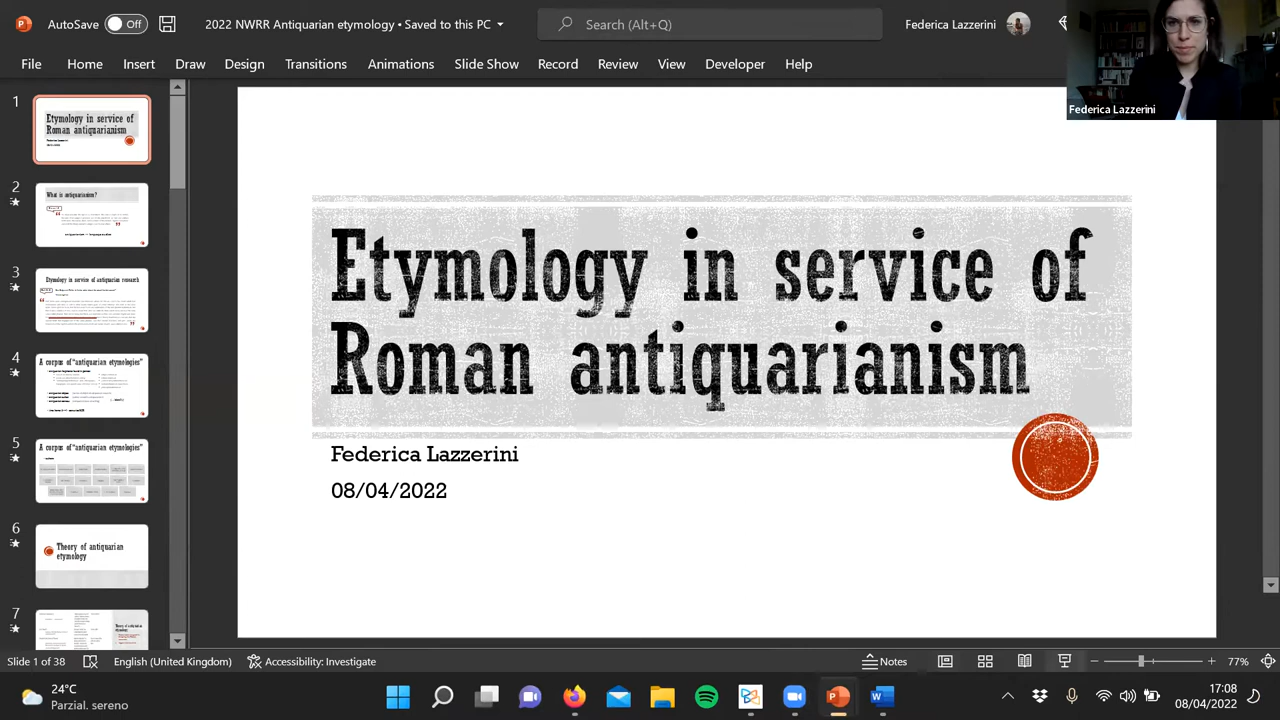 AutoSave Off 2022 NWRR Antiquarian etymology • Saved to this PC Search (Alt+Q) Federica Lazzerini
File Home Insert Draw Design Transitions Animations Slide Show Record Review View Developer Help
Federica Lazzerini
1
Etymology in service of
Roman antiquarianism
2
What is antiquarianism?
3
Etymology in service of antiquarian research
4
A corpus of "antiquarian etymologies"
5
A corpus of "antiquarian etymologies"
6
Theory of antiquarian
etymology
7
Etymology in service of
Roman antiquarianism
Federica Lazzerini
08/04/2022
Slide 1 of 38 English (United Kingdom) Accessibility: Investigate Notes 77%
24°C
Parzial. sereno
17:08
08/04/2022